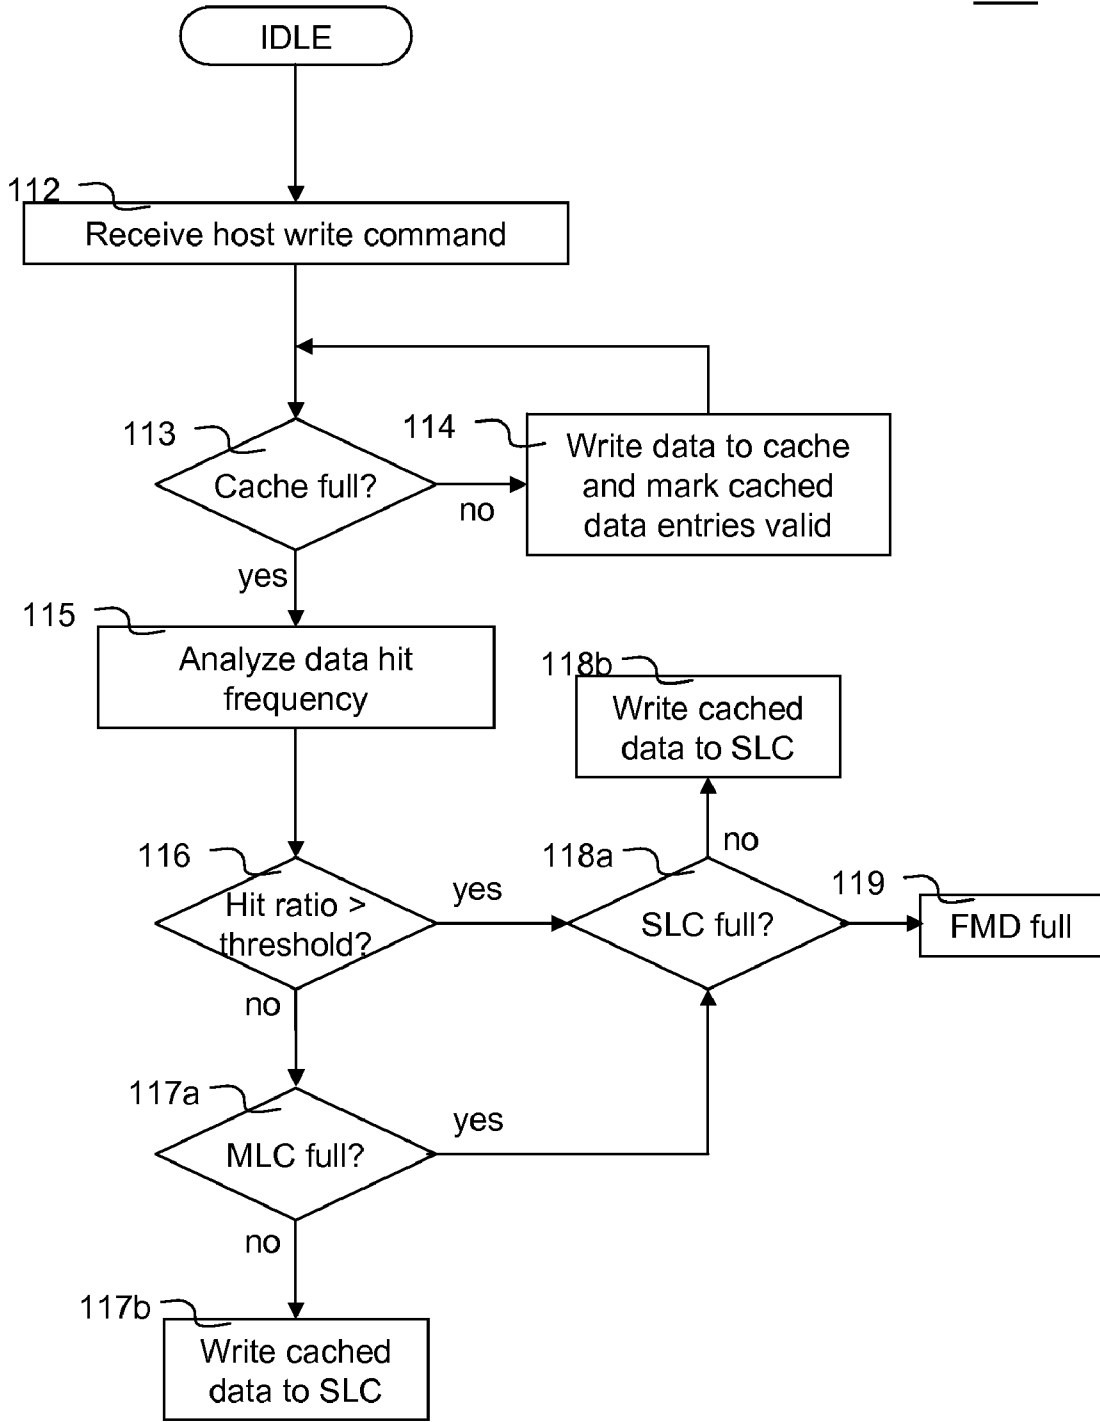 IDLE
112
Receive host write command
113
Cache full?
no
114
Write data to cache
and mark cached
data entries valid
yes
115
Analyze data hit
frequency
118b
Write cached
data to SLC
no
116
Hit ratio >
threshold?
yes
118a
SLC full?
119
FMD full
no
117a
MLC full?
yes
no
117b
Write cached
data to SLC